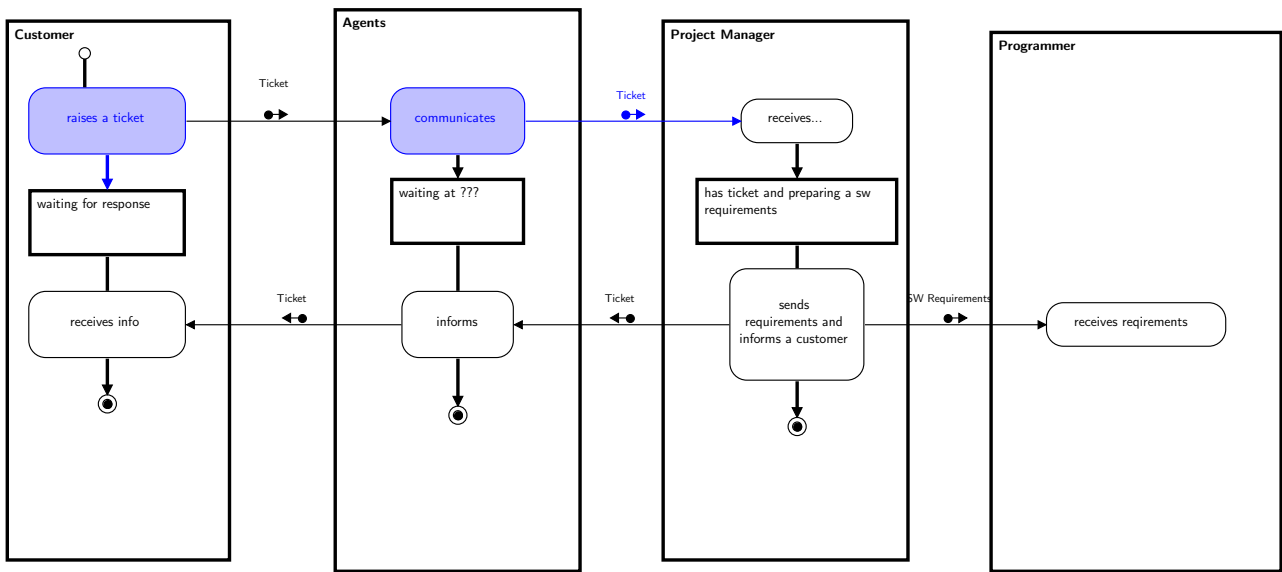 Customer
Agents
Project Manager
Programmer
Ticket
Ticket
raises a ticket
communicates
receives...
waiting for response
waiting at ???
has ticket and preparing a sw
requirements
Ticket
Ticket
SW Requirements
receives info
informs
sends
requirements and
informs a customer
receives reqirements